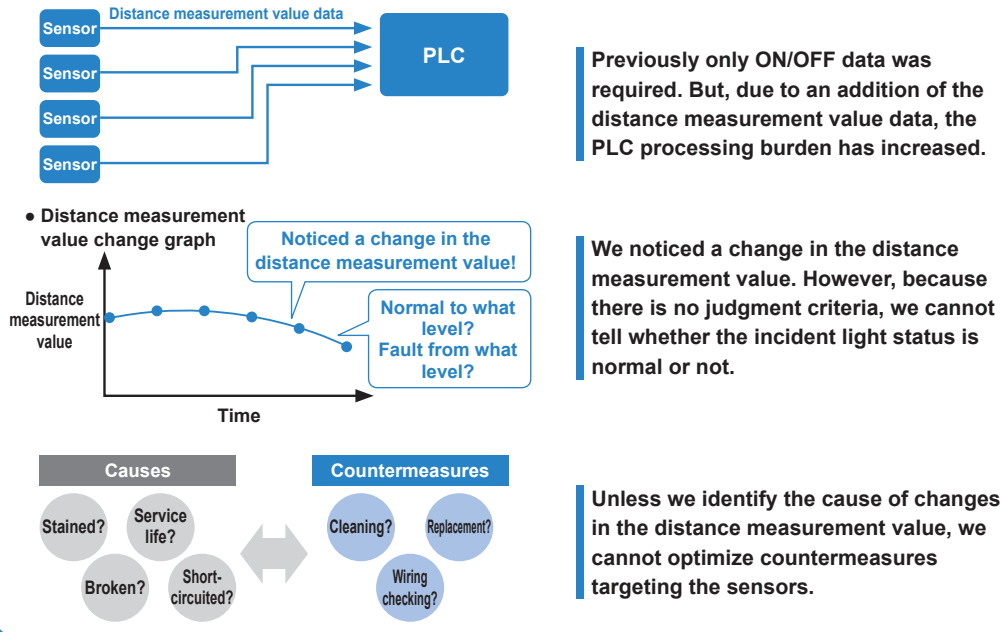 Distance measurement value data
Sensor
Sensor
Sensor
Sensor
PLC
Previously only ON/OFF data was
required. But, due to an addition of the
distance measurement value data, the
PLC processing burden has increased.
● Distance measurement
value change graph
Noticed a change in the
distance measurement value!
Normal to what
level?
Fault from what
level?
Distance
measurement
value
Time
We noticed a change in the distance
measurement value. However, because
there is no judgment criteria, we cannot
tell whether the incident light status is
normal or not.
Causes
Stained?
Service
life?
Broken?
Short-
circuited?
Countermeasures
Cleaning?
Replacement?
Wiring
checking?
Unless we identify the cause of changes
in the distance measurement value, we
cannot optimize countermeasures
targeting the sensors.